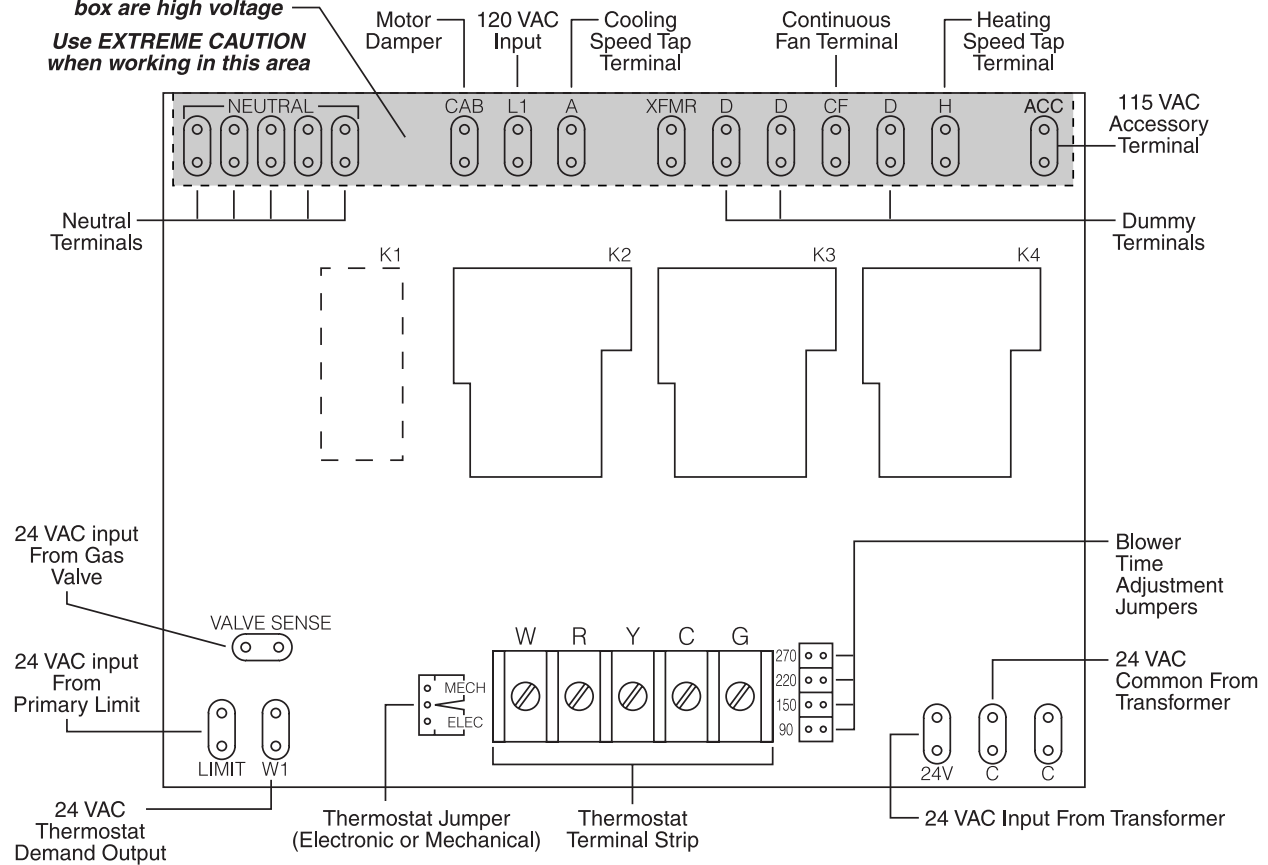 box are high voltage
Use EXTREME CAUTION
when working in this area
Motor
Damper
120 VAC
Input
Cooling
Speed Tap
Terminal
Continuous
Fan Terminal
Heating
Speed Tap
Terminal
NEUTRAL
CAB
L1
A
XFMR
D
D
CF
D
H
ACC
115 VAC
Accessory
Terminal
Neutral
Terminals
Dummy
Terminals
K1
K2
K3
K4
24 VAC input
From Gas
Valve
VALVE SENSE
24 VAC input
From
Primary Limit
LIMIT
W1
24 VAC
Thermostat
Demand Output
MECH
ELEC
Thermostat Jumper
(Electronic or Mechanical)
W
R
Y
C
G
Thermostat
Terminal Strip
270
220
150
90
Blower
Time
Adjustment
Jumpers
24 VAC
Common From
Transformer
24V
C
C
24 VAC Input From Transformer